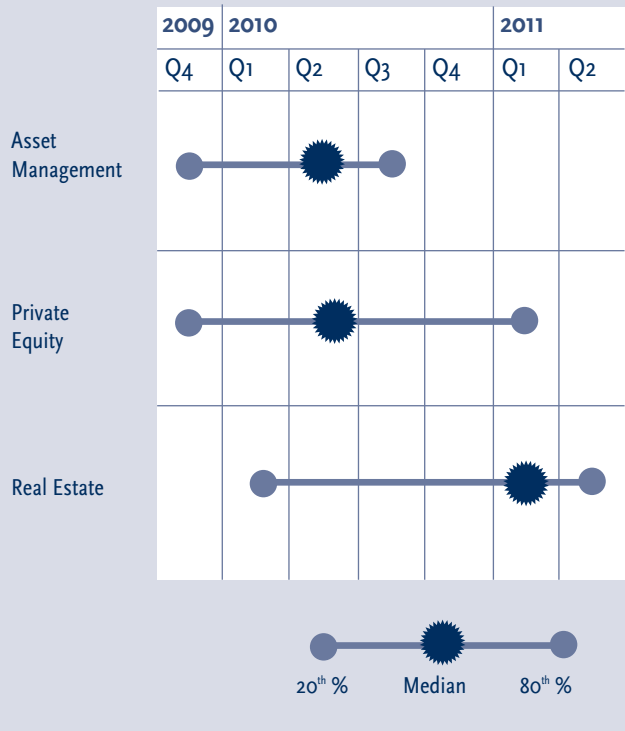 2009 2010 2011
Q4 Q1 Q2 Q3 Q4 Q1 Q2
Asset
Management
Private
Equity
Real Estate
20th % Median 80th %